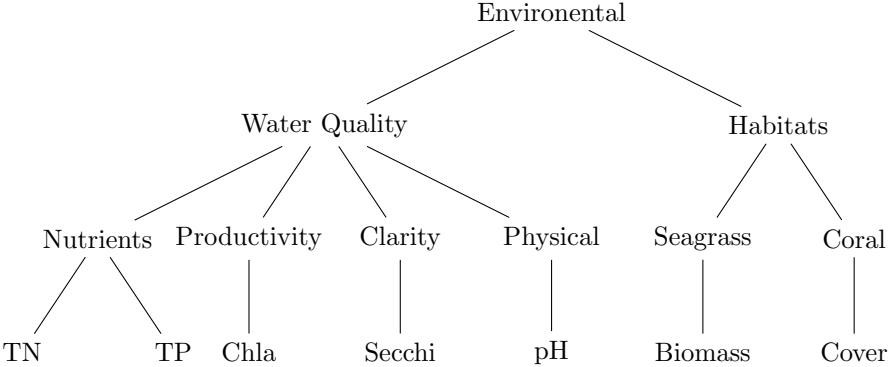 Environental
Water Quality Habitats
Nutrients Productivity Clarity Physical Seagrass Coral
TN TP Chla Secchi pH Biomass Cover